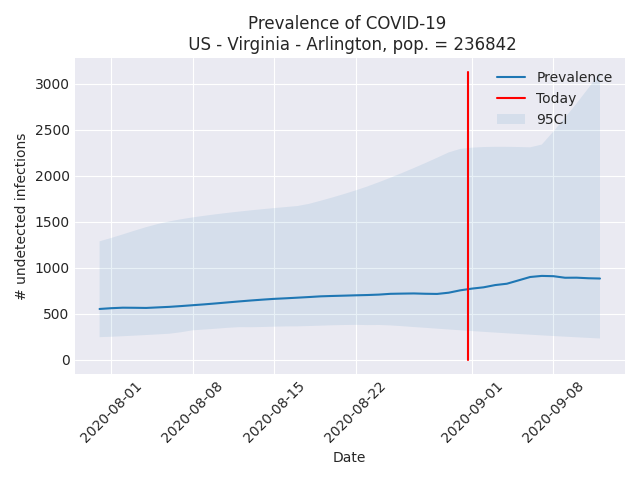 Prevalence of COVID-19
US - Virginia - Arlington, pop. = 236842
Prevalence
Today
95CI
# undetected infections
3000
2500
2000
1500
1000
500
0
2020-08-01
2020-08-08
2020-08-15
2020-08-22
2020-09-01
2020-09-08
Date